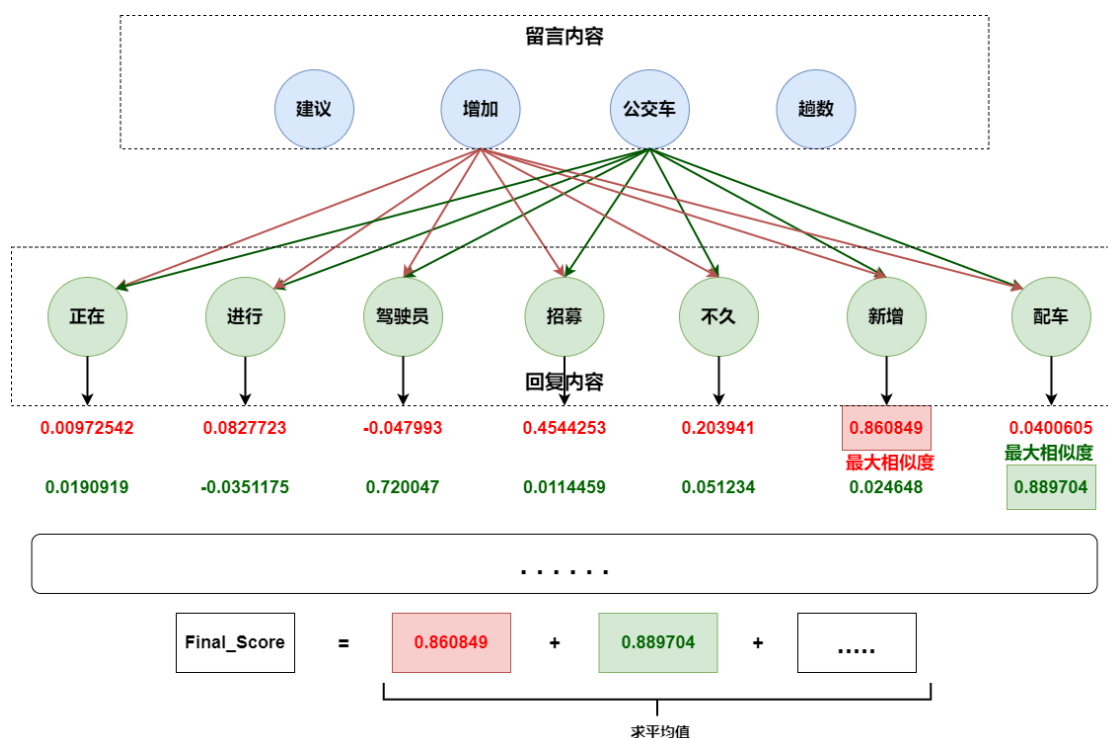 留言内容
建议 增加 公交车 趟数
正在 进行 驾驶员 招募 不久 新增 配车
回复内容
0.00972542 0.0827723 -0.047993 0.4544253 0.203941 0.860849 0.0400605
最大相似度 最大相似度
0.0190919 -0.0351175 0.720047 0.0114459 0.051234 0.024648 0.889704
......
Final_Score = 0.860849 + 0.889704 + .....
求平均值